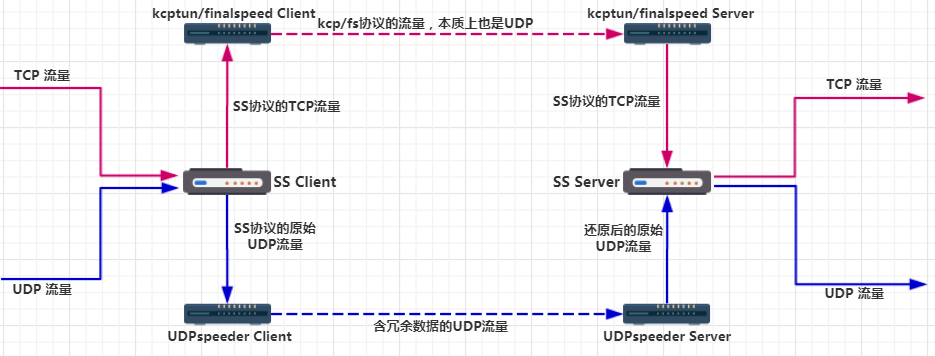 kcptun/finalspeed Client
kcptun/finalspeed Server
kcp/fs协议的流量，本质上也是UDP
TCP 流量
SS协议的TCP流量
SS协议的TCP流量
TCP 流量
SS Client
SS Server
SS协议的原始
UDP流量
还原后的原始
UDP流量
UDP 流量
UDP 流量
含冗余数据的UDP流量
UDPspeeder Client
UDPspeeder Server